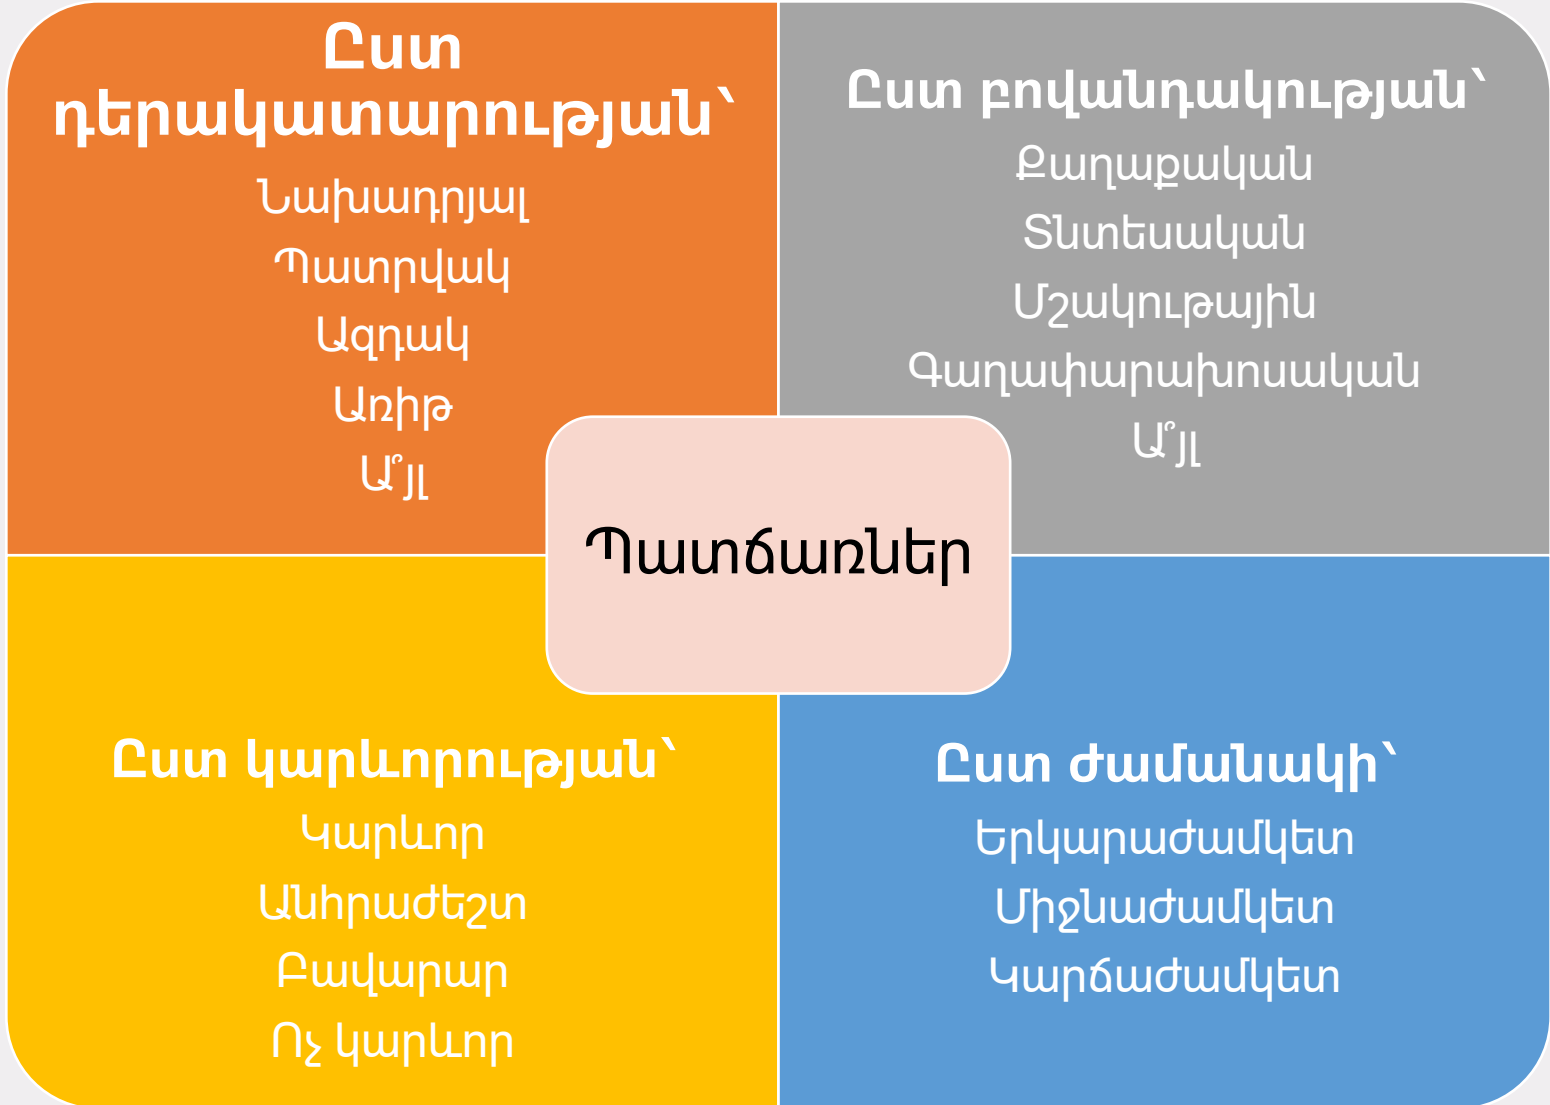 Ըստ
դերակատարության՝
Նախադրյալ
Պատրվակ
Ազդակ
Առիթ
Ա՞յլ
Ըստ բովանդակության՝
Քաղաքական
Տնտեսական
Մշակութային
Գաղափարախոսական
Ա՞յլ
Պատճառներ
Ըստ կարևորության՝
Կարևոր
Անհրաժեշտ
Բավարար
Ոչ կարևոր
Ըստ ժամանակի՝
Երկարաժամկետ
Միջնաժամկետ
Կարճաժամկետ